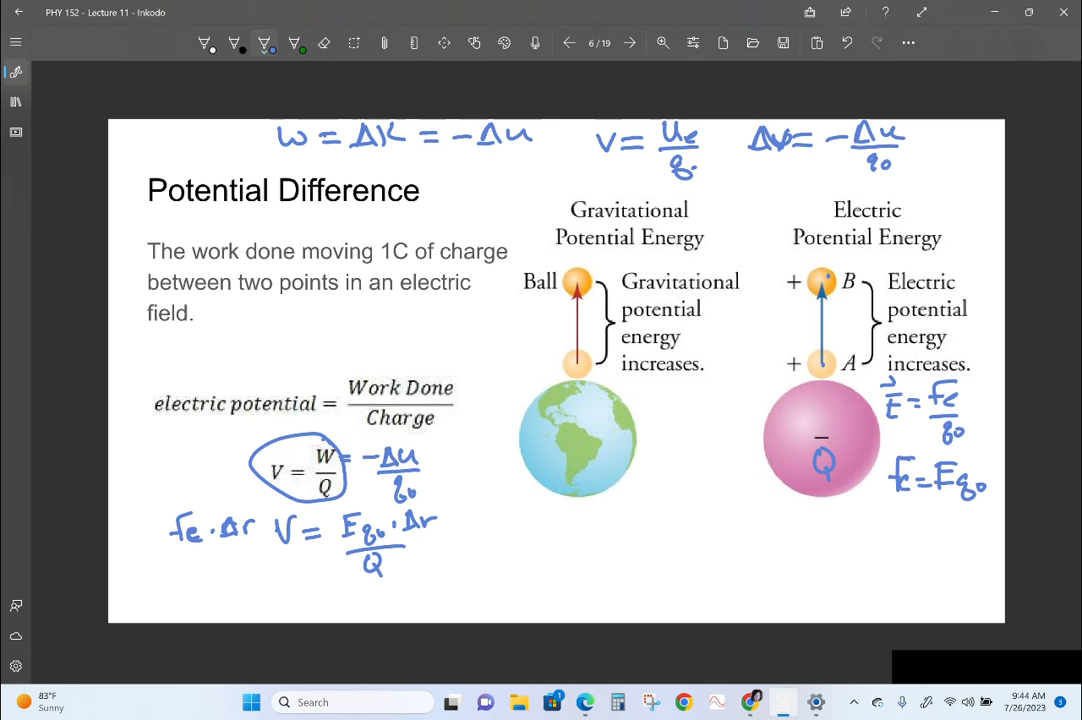 PHY 152 - Lecture 11 - Inkodo
6 / 19
W = ΔK = -Δu
V = Ue/q.
ΔV = -Δu/q0
Potential Difference
The work done moving 1C of charge
between two points in an electric
field.
Gravitational
Potential Energy
Ball
Gravitational
potential
energy
increases.
Electric
Potential Energy
+ B
+ A
Electric
potential
energy
increases.
electric potential = Work Done/Charge
V = W/Q = -Δu/q0
fe · Δr V = Eq0 · Δr/Q
–
Q
E = fe/q0
fe = Eq0
83°F
Sunny
Search
1
9:44 AM
7/26/2023
3